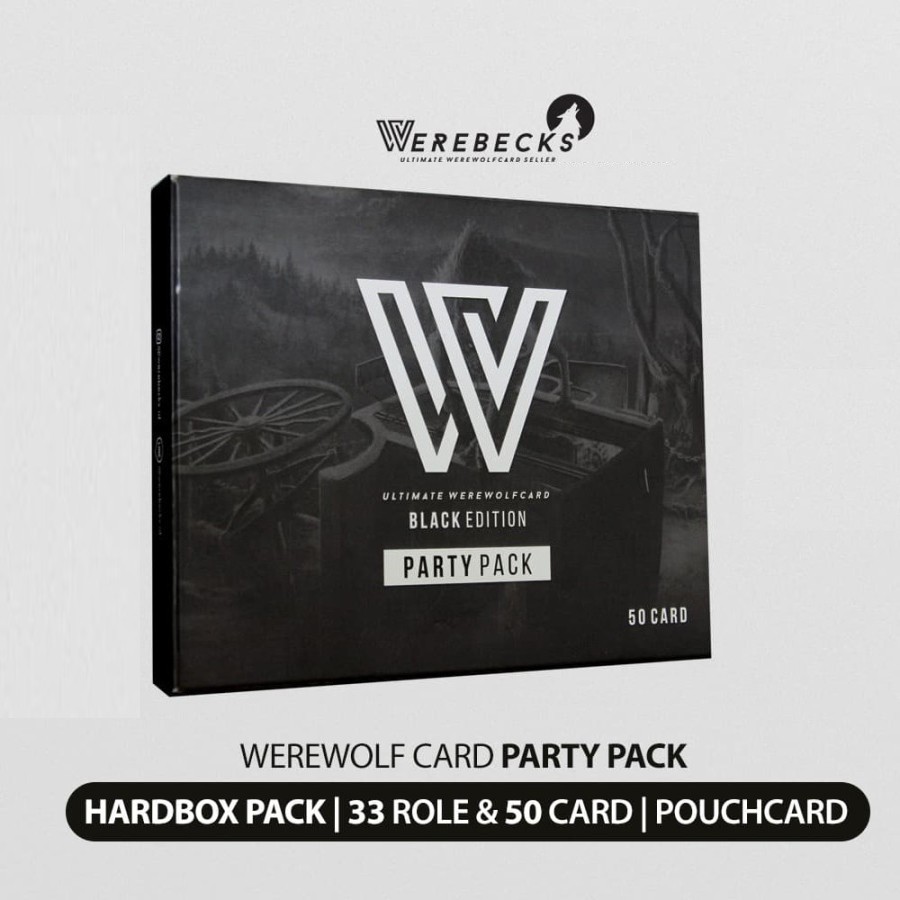 WEREBECKS
ULTIMATE WEREWOLFCARD SELLER
W
ULTIMATE WEREWOLFCARD
BLACK EDITION
PARTY PACK
50 CARD
WEREWOLF CARD PARTY PACK
HARDBOX PACK | 33 ROLE & 50 CARD | POUCHCARD